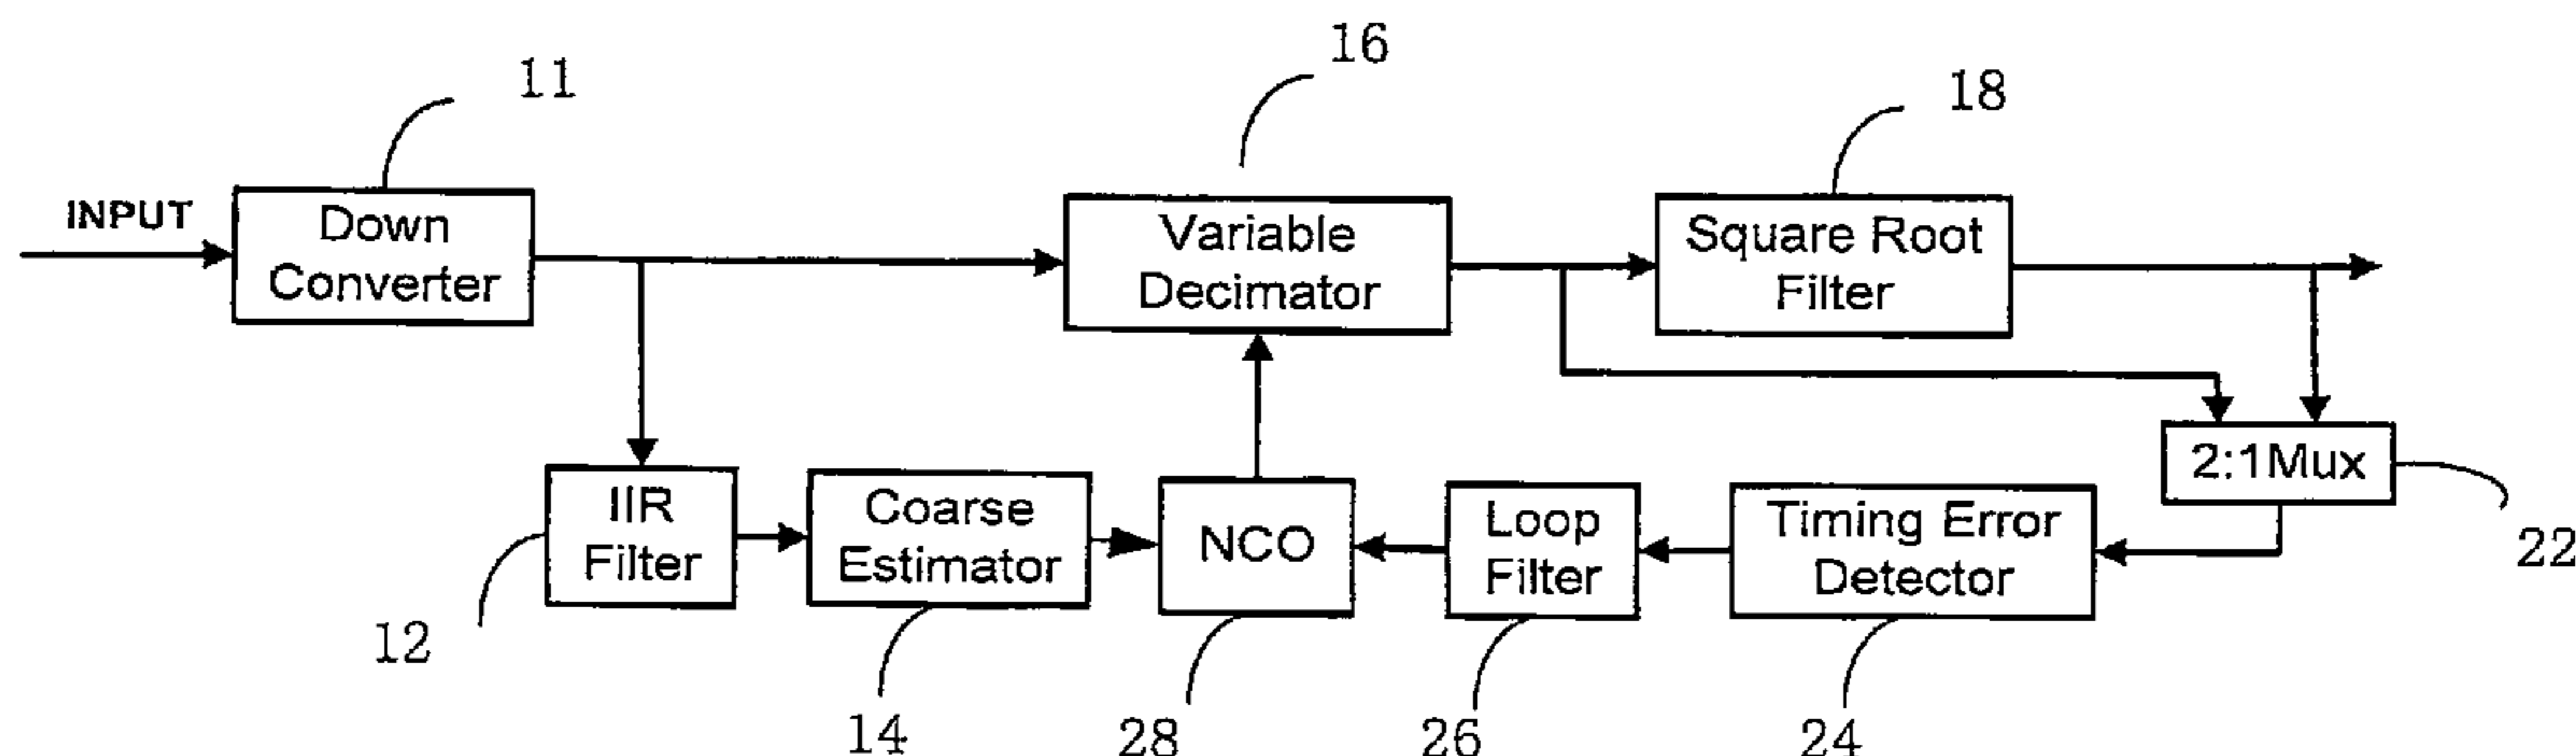 16
11
18
INPUT
Down
Converter
Variable
Decimator
Square Root
Filter
2:1Mux
IIR
Filter
Coarse
Estimator
NCO
Loop
Filter
Timing Error
Detector
22
12
14
28
26
24